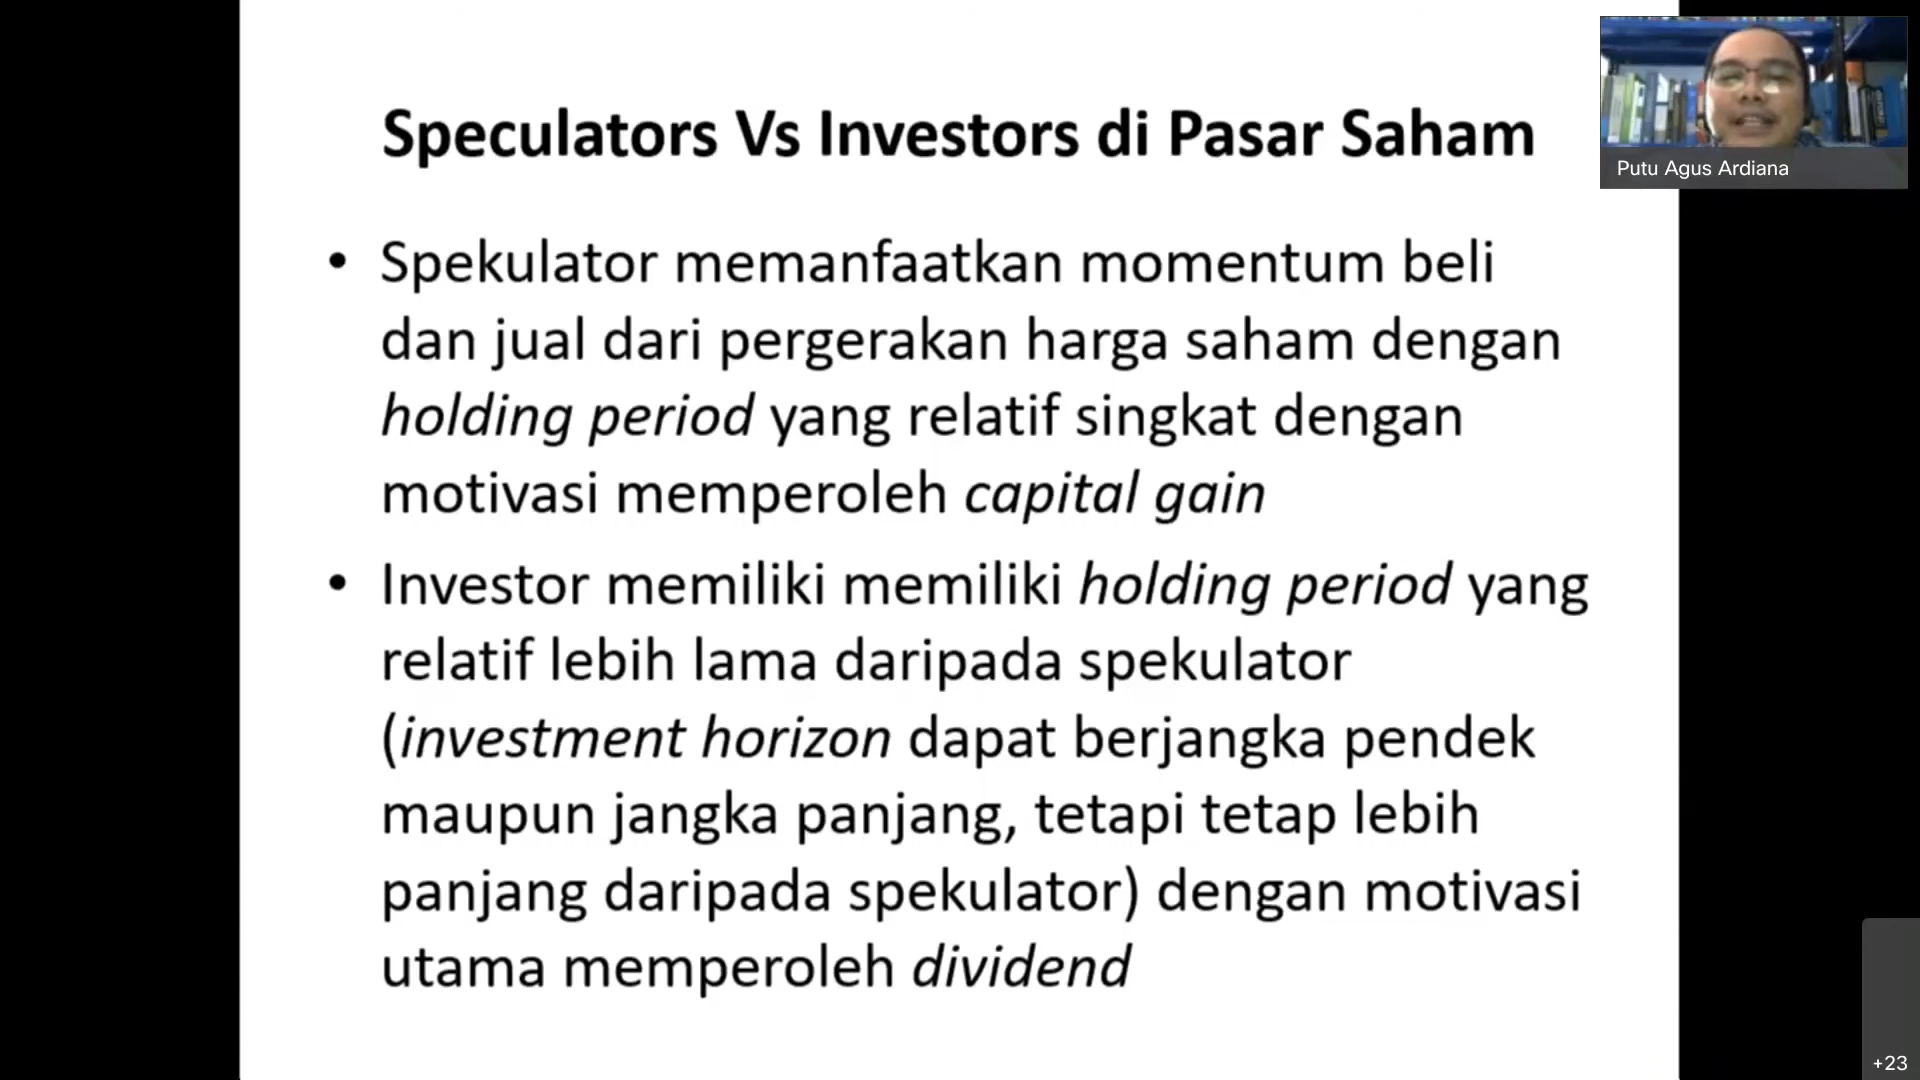 Speculators Vs Investors di Pasar Saham
Putu Agus Ardiana
• Spekulator memanfaatkan momentum beli
dan jual dari pergerakan harga saham dengan
holding period yang relatif singkat dengan
motivasi memperoleh capital gain
• Investor memiliki memiliki holding period yang
relatif lebih lama daripada spekulator
(investment horizon dapat berjangka pendek
maupun jangka panjang, tetapi tetap lebih
panjang daripada spekulator) dengan motivasi
utama memperoleh dividend
+23